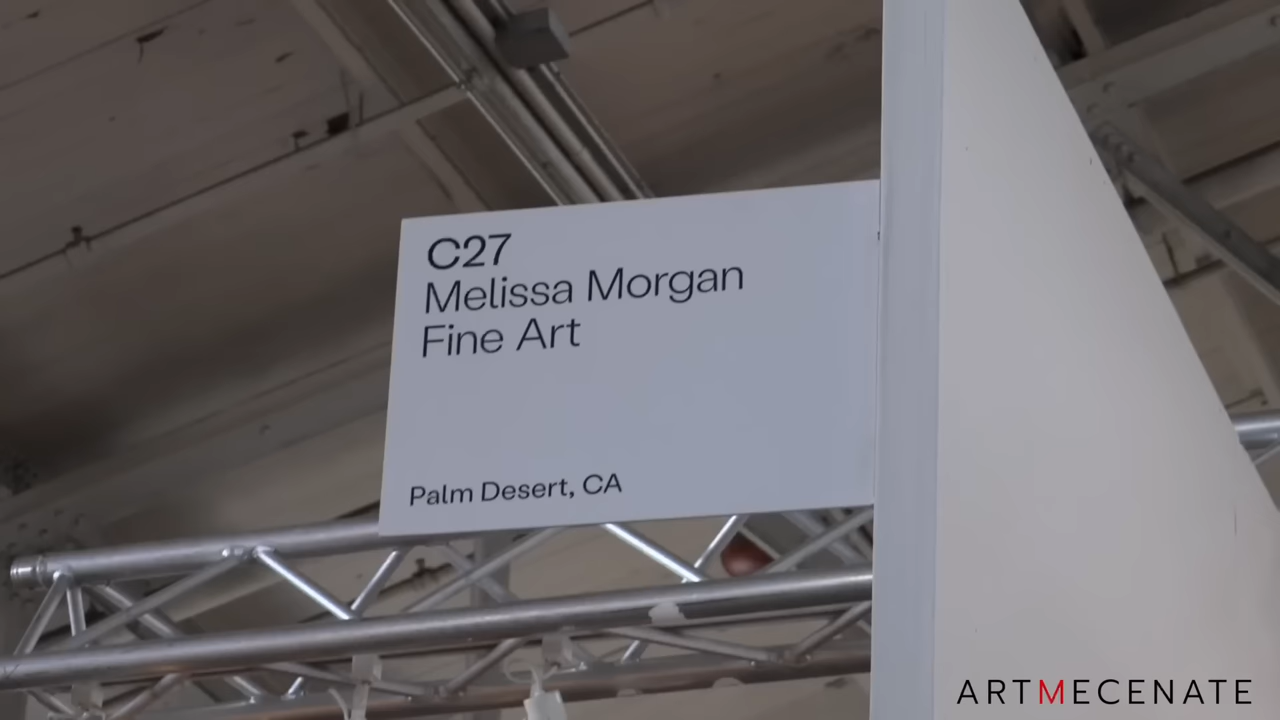 C27
Melissa Morgan
Fine Art
Palm Desert, CA
ARTMECENATE